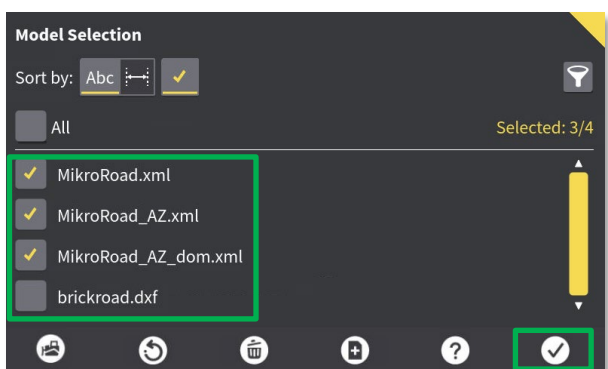 Model Selection
Sort by: Abc
All Selected: 3/4
MikroRoad.xml
MikroRoad_AZ.xml
MikroRoad_AZ_dom.xml
brickroad.dxf
?